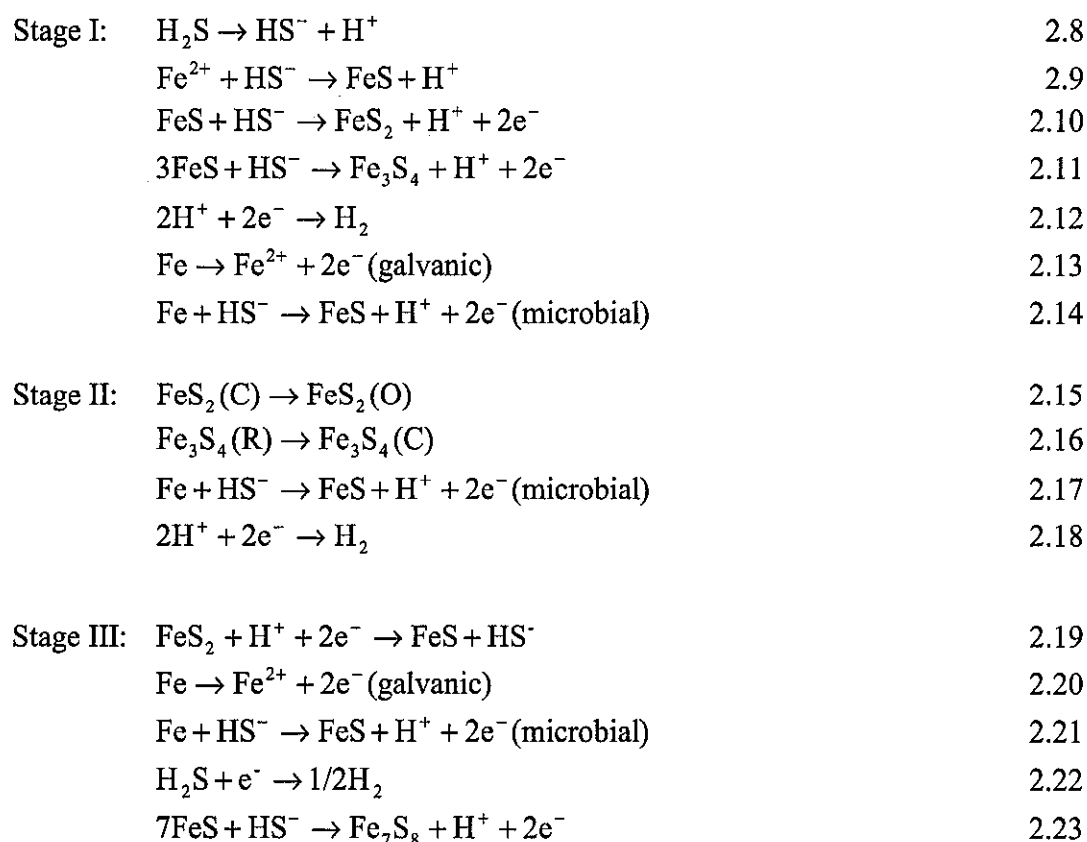 Stage I: H₂S → HS⁻ + H⁺ 2.8
Fe²⁺ + HS⁻ → FeS + H⁺ 2.9
FeS + HS⁻ → FeS₂ + H⁺ + 2e⁻ 2.10
3FeS + HS⁻ → Fe₃S₄ + H⁺ + 2e⁻ 2.11
2H⁺ + 2e⁻ → H₂ 2.12
Fe → Fe²⁺ + 2e⁻ (galvanic) 2.13
Fe + HS⁻ → FeS + H⁺ + 2e⁻ (microbial) 2.14
Stage II: FeS₂(C) → FeS₂(O) 2.15
Fe₃S₄(R) → Fe₃S₄(C) 2.16
Fe + HS⁻ → FeS + H⁺ + 2e⁻ (microbial) 2.17
2H⁺ + 2e⁻ → H₂ 2.18
Stage III: FeS₂ + H⁺ + 2e⁻ → FeS + HS⁻ 2.19
Fe → Fe²⁺ + 2e⁻ (galvanic) 2.20
Fe + HS⁻ → FeS + H⁺ + 2e⁻ (microbial) 2.21
H₂S + e⁻ → 1/2H₂ 2.22
7FeS + HS⁻ → Fe₇S₈ + H⁺ + 2e⁻ 2.23